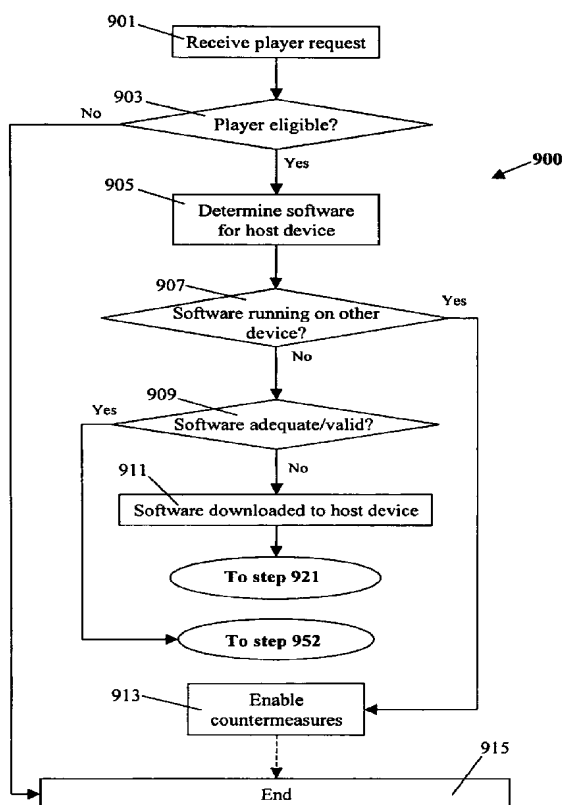 901
Receive player request
903
No
Player eligible?
Yes
900
905
Determine software
for host device
907
Yes
Software running on other
device?
No
909
Yes
Software adequate/valid?
No
911
Software downloaded to host device
To step 921
To step 952
913
Enable
countermeasures
915
End